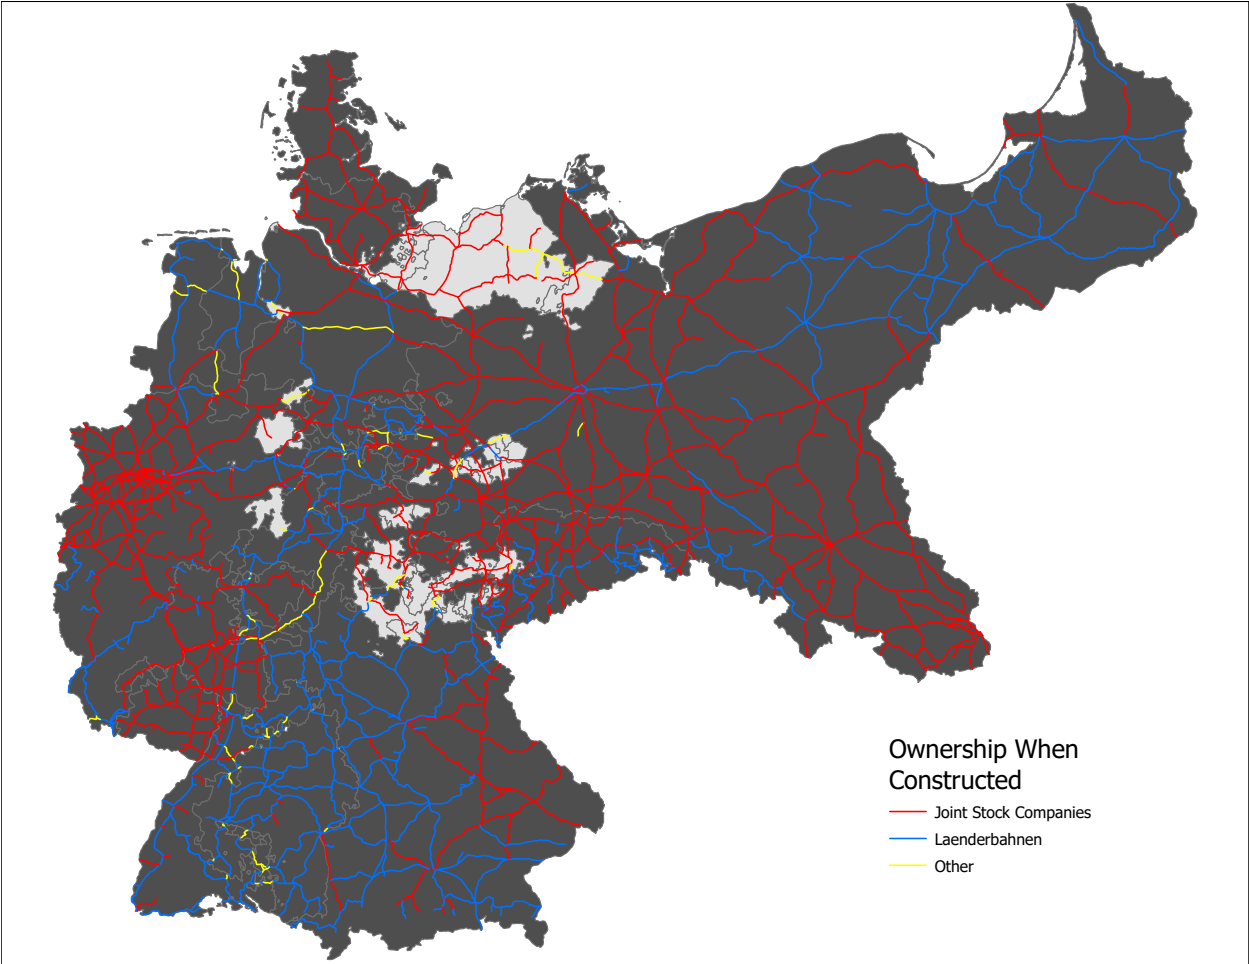 Ownership When
Constructed
Joint Stock Companies
Laenderbahnen
Other